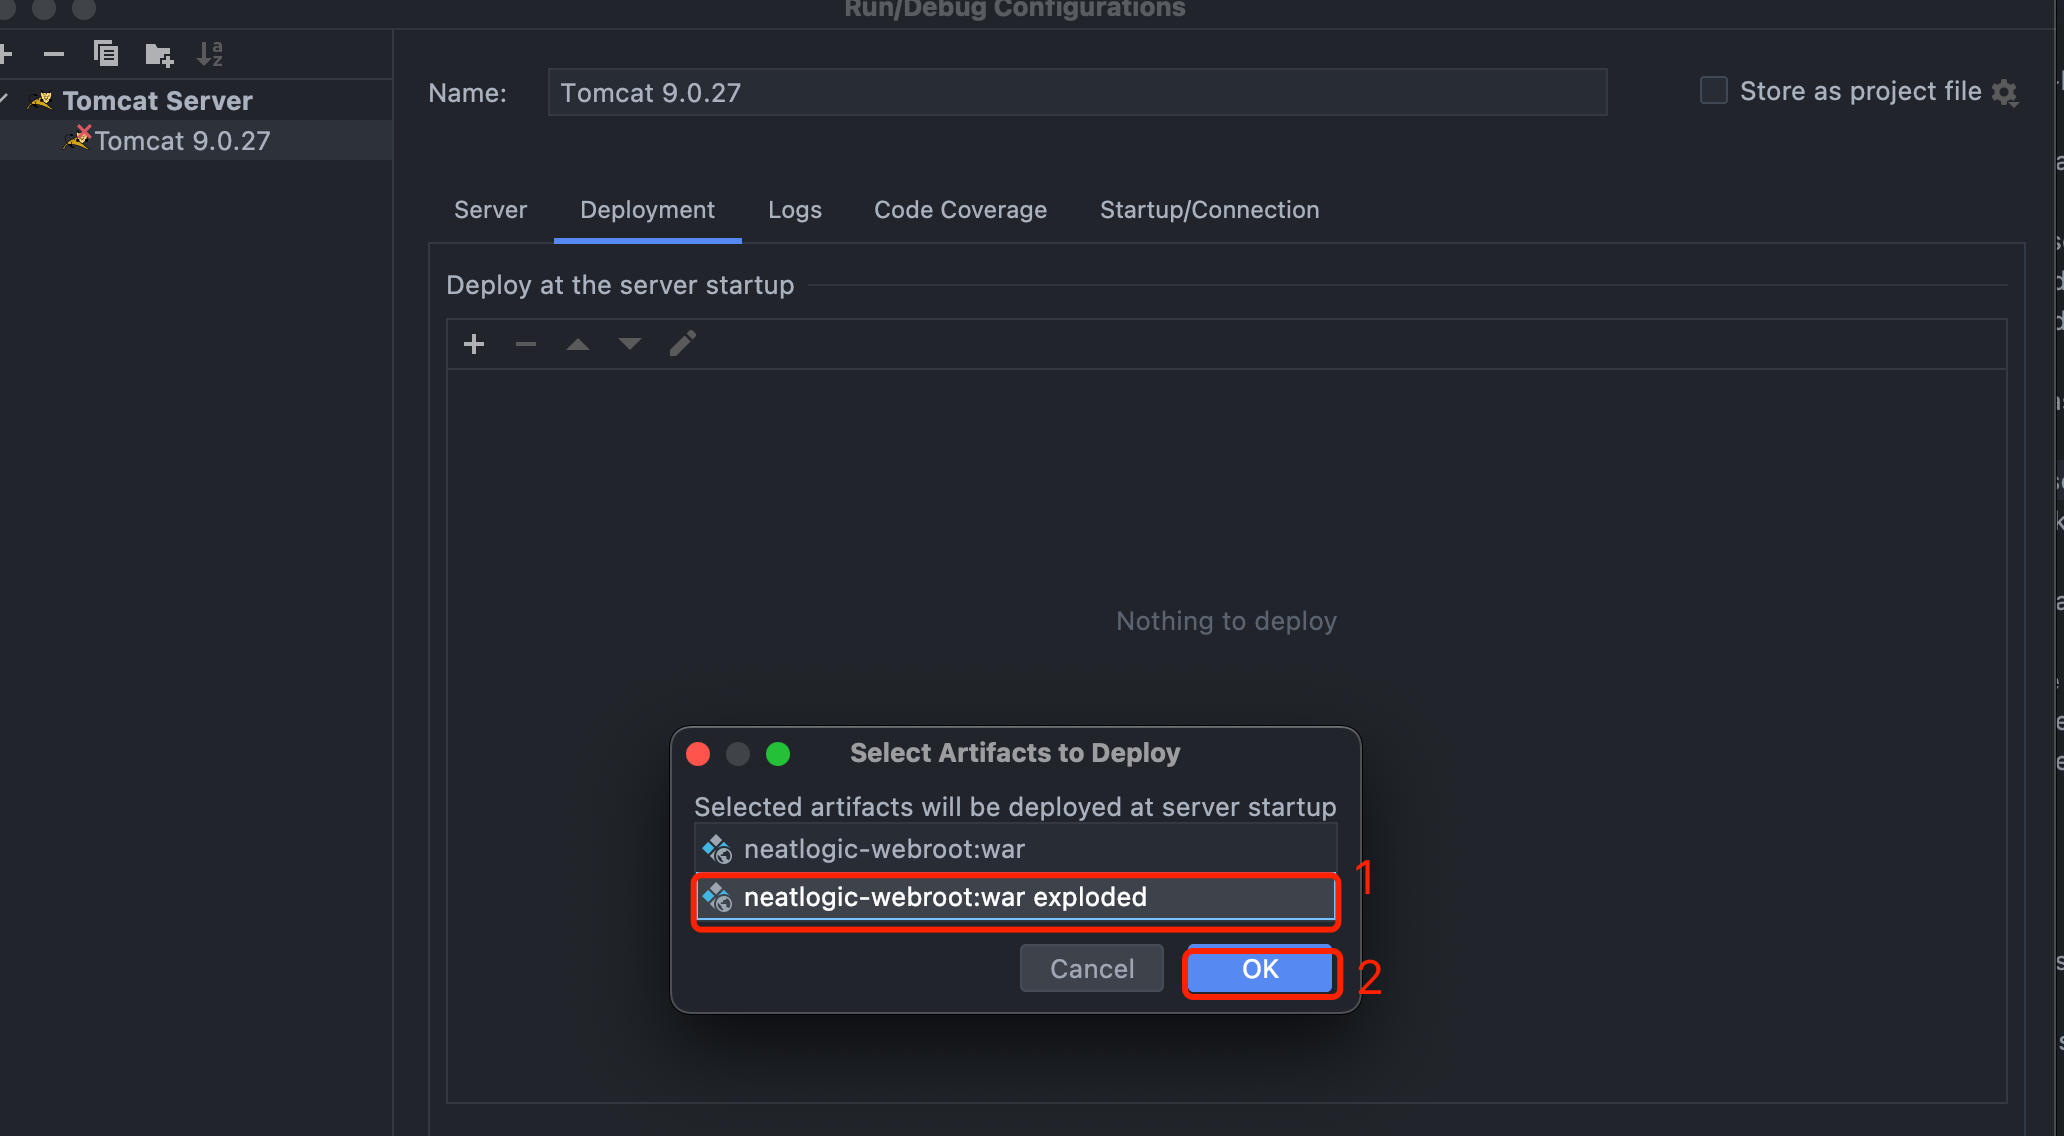 Run/Debug Configurations
Tomcat Server
Tomcat 9.0.27
Name:
Tomcat 9.0.27
Store as project file
Server
Deployment
Logs
Code Coverage
Startup/Connection
Deploy at the server startup
Nothing to deploy
Select Artifacts to Deploy
Selected artifacts will be deployed at server startup
neatlogic-webroot:war
neatlogic-webroot:war exploded
1
Cancel
OK
2